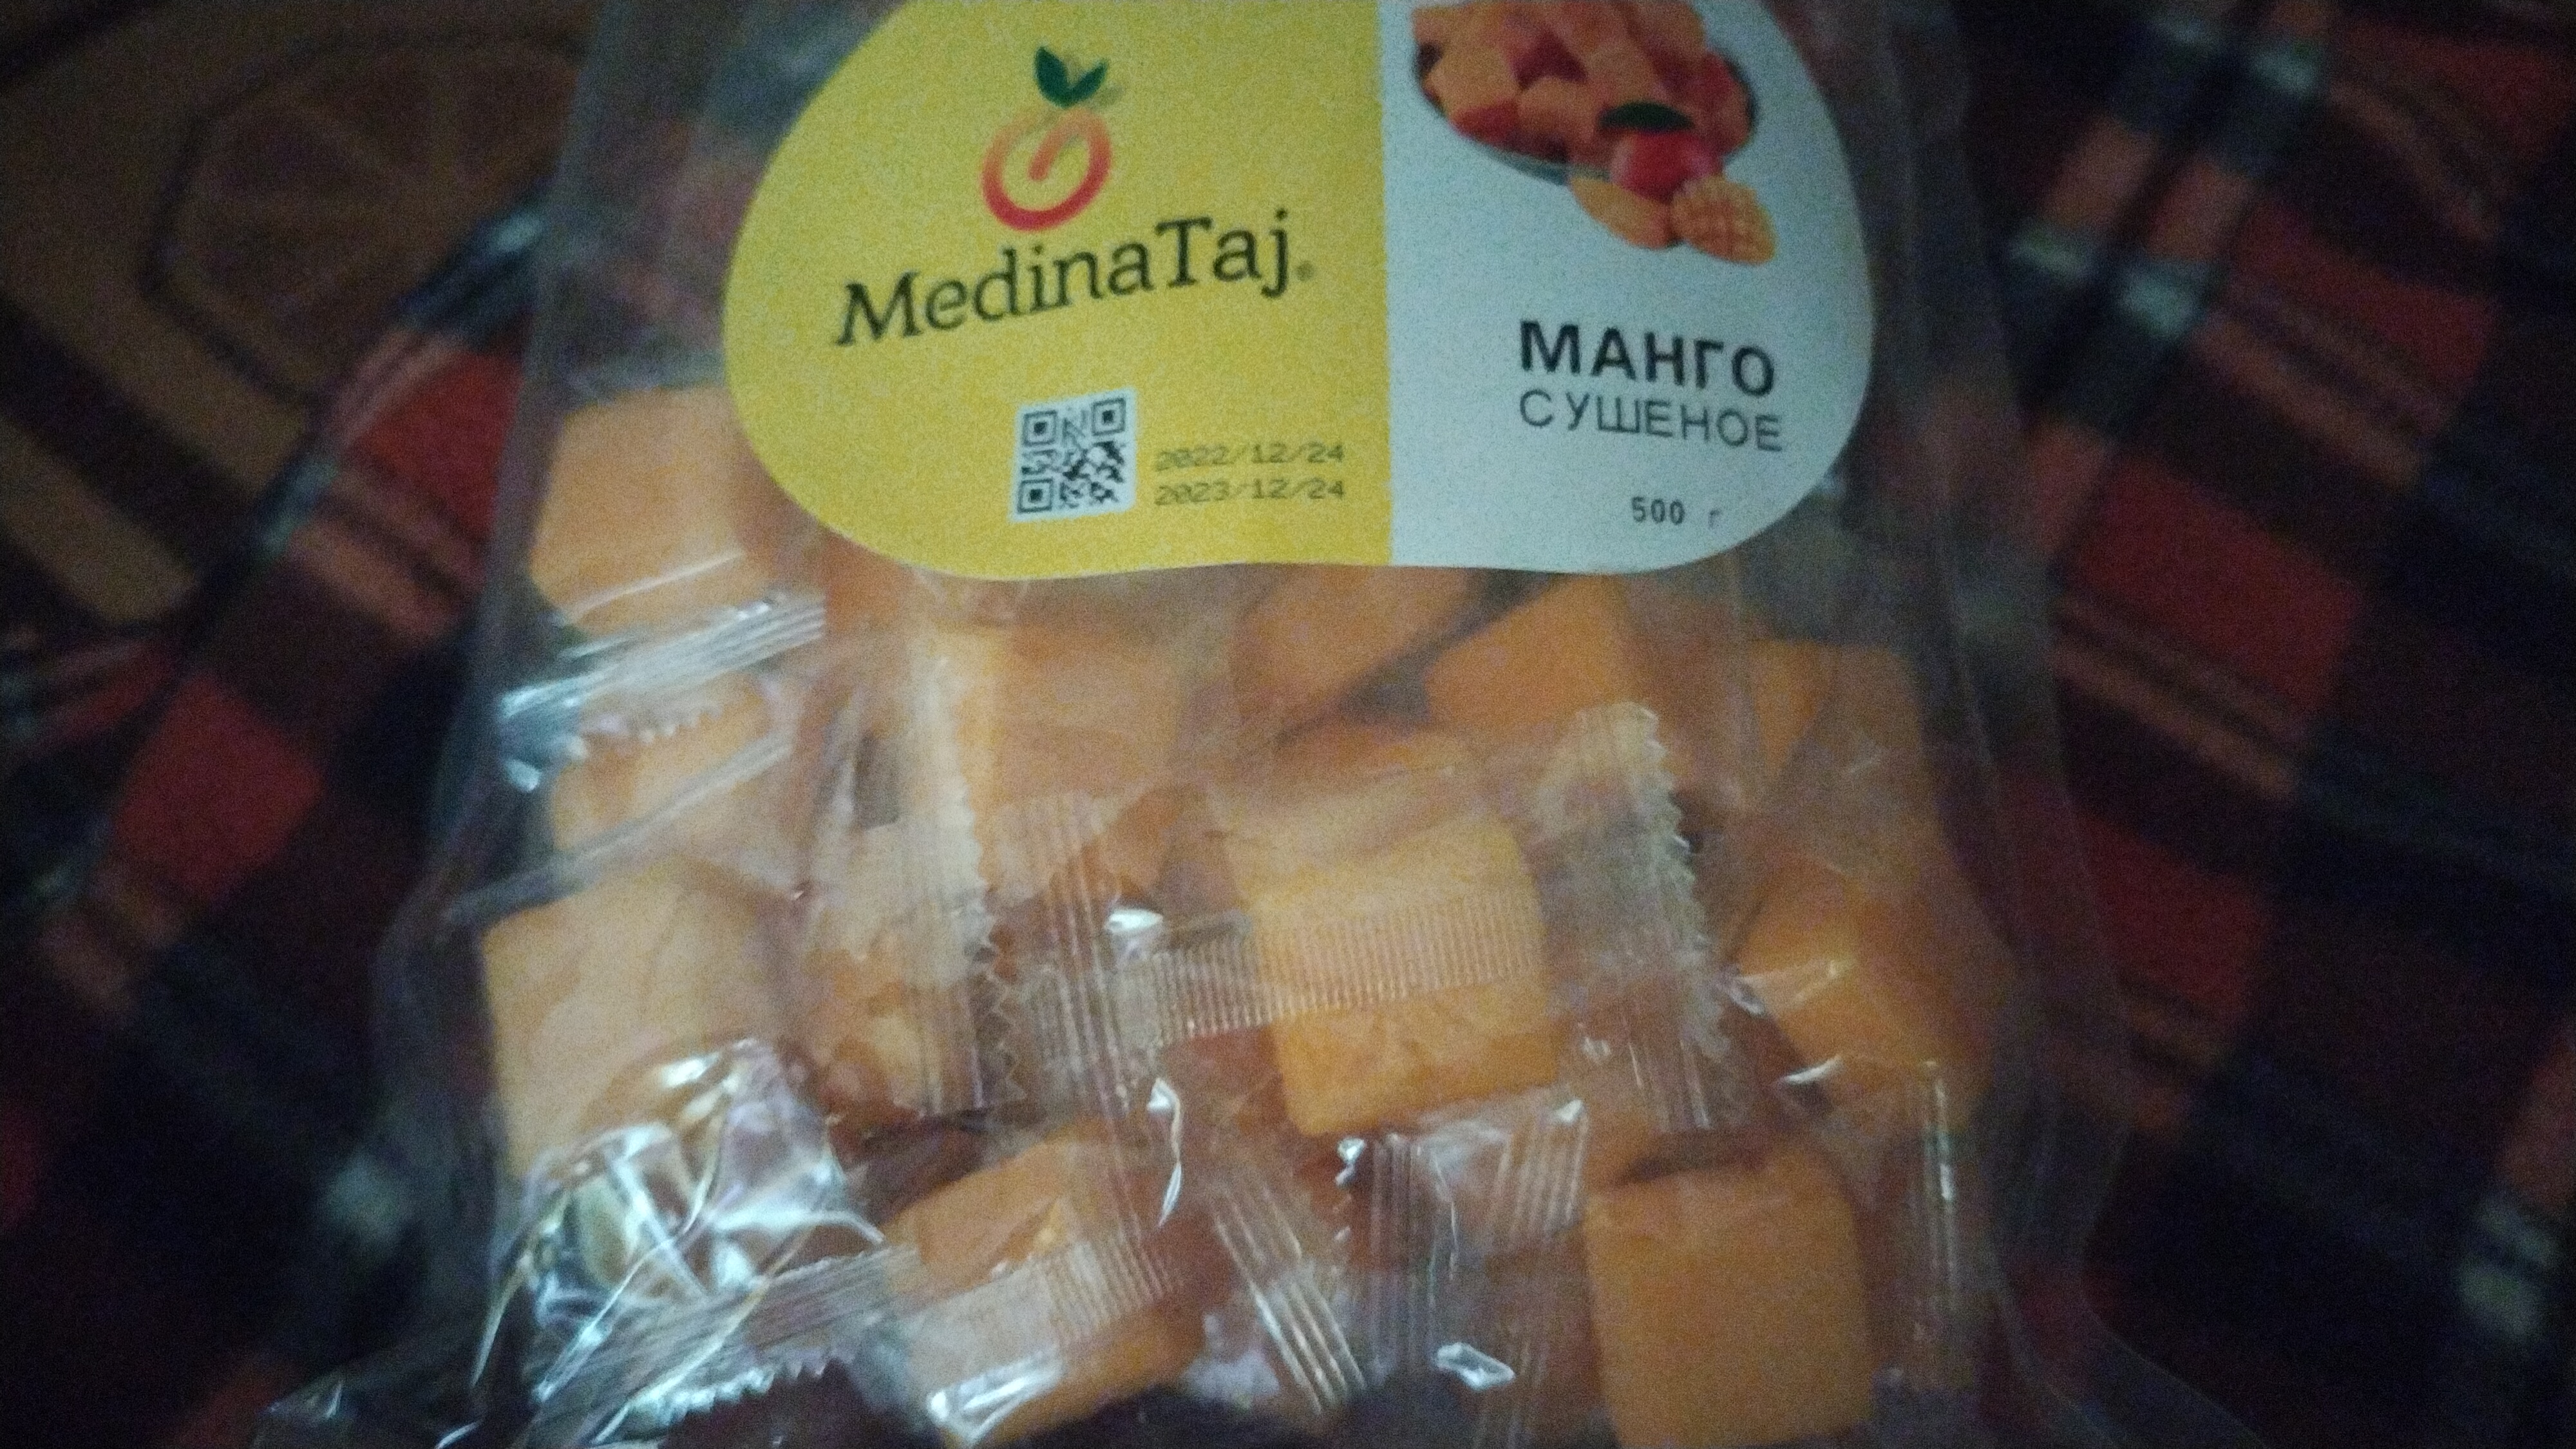 MedinaTaj®
2022/12/24
2023/12/24
МАНГО
СУШЕНОЕ
500 г